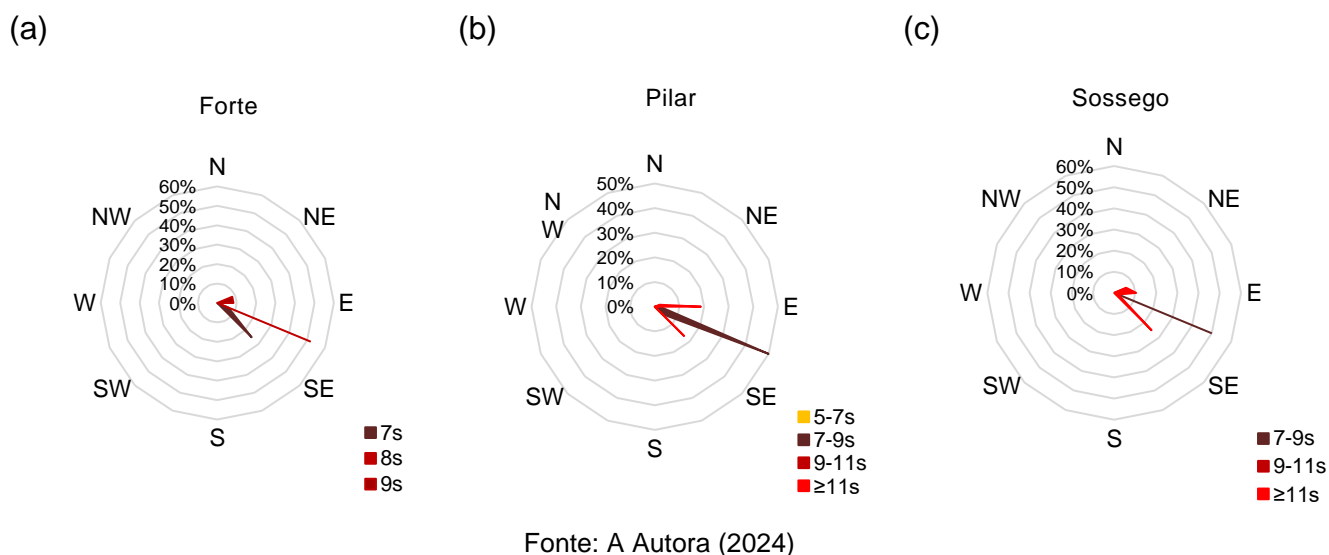 (a)
Forte
N
NE
E
SE
S
SW
W
NW
60%
50%
40%
30%
20%
10%
0%
7s
8s
9s
(b)
Pilar
N
NE
E
SE
S
SW
W
N
W
50%
40%
30%
20%
10%
0%
5-7s
7-9s
9-11s
≥11s
(c)
Sossego
N
NE
E
SE
S
SW
W
NW
60%
50%
40%
30%
20%
10%
0%
7-9s
9-11s
≥11s
Fonte: A Autora (2024)